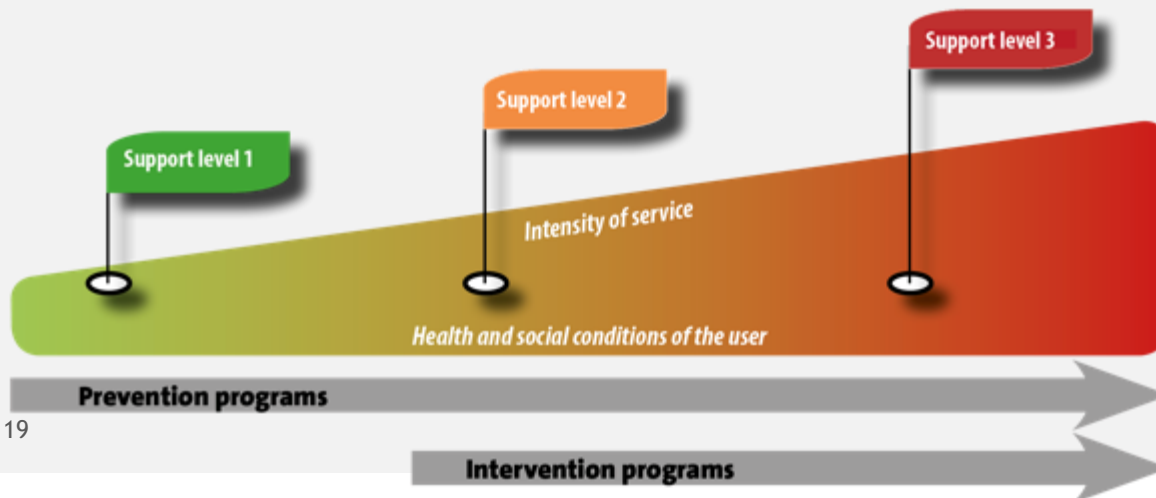 Support level 3
Support level 2
Support level 1
Intensity of service
Health and social conditions of the user
Prevention programs
19
Intervention programs